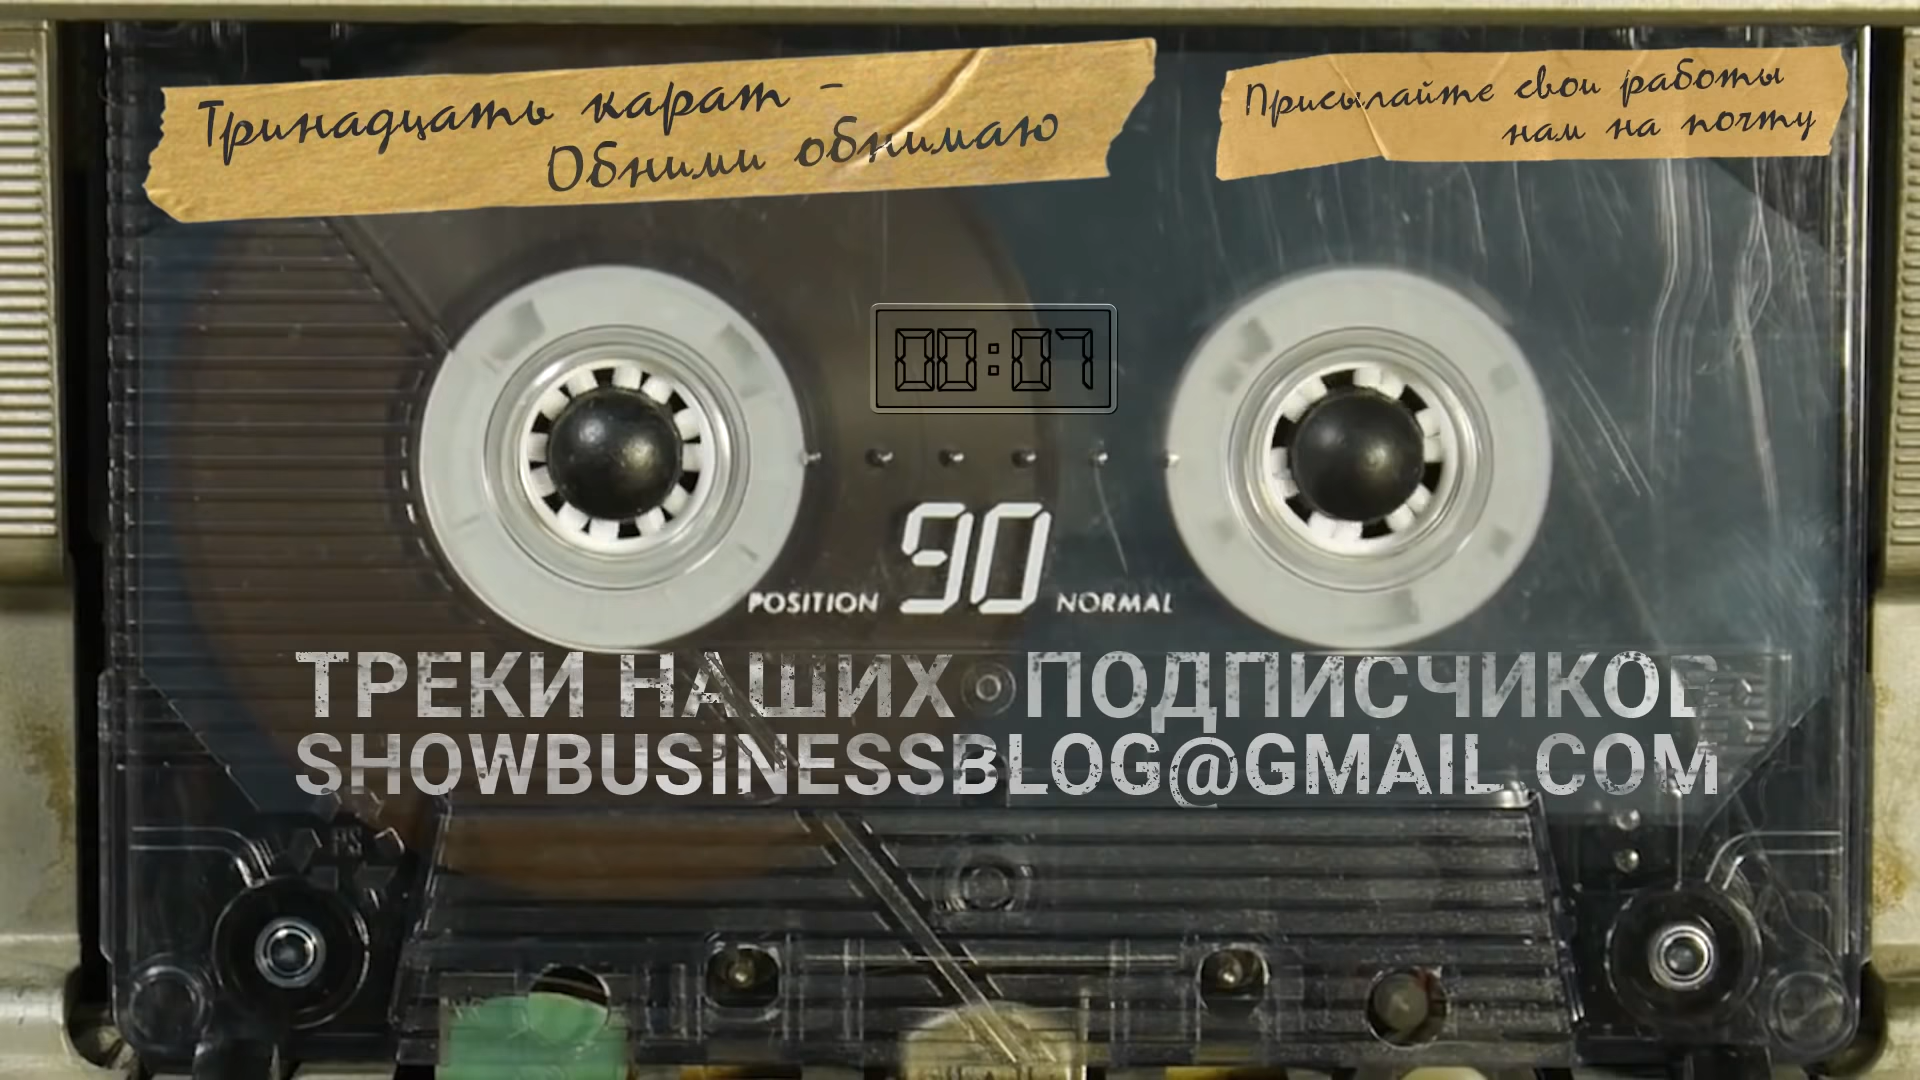 Тринадцать карат -
Обними обнимаю
Присылайте свои работы
нам на почту
00:07
90
POSITION
NORMAL
ТРЕКИ НАШИХ ПОДПИСЧИКОВ
SHOWBUSINESSBLOG@GMAIL.COM